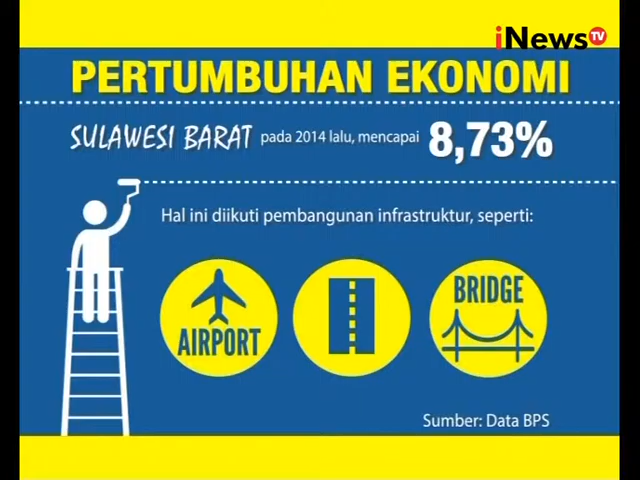 iNews TV
PERTUMBUHAN EKONOMI
SULAWESI BARAT pada 2014 lalu, mencapai 8,73%
Hal ini diikuti pembangunan infrastruktur, seperti:
AIRPORT
BRIDGE
Sumber: Data BPS